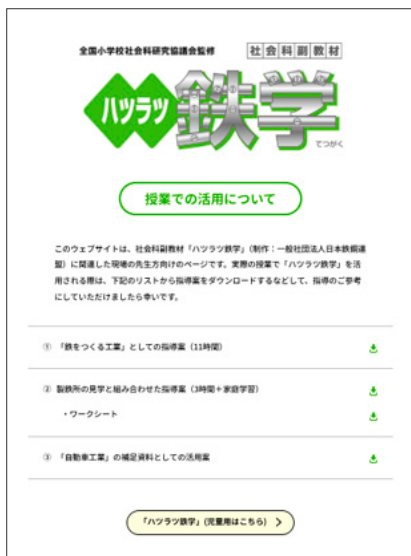 全国小学校社会科研究協議会監修
社会科副教材
ハツラツ
鉄学
てつがく
授業での活用について
このウェブサイトは、社会科副教材「ハツラツ鉄学」（制作：一般社団法人日本鉄鋼連
盟）に関連した現場の先生方向けのページです。実際の授業で「ハツラツ鉄学」を活
用される際は、下記のリストから指導案をダウンロードするなどして、指導のご参考
にしていただけましたら幸いです。
① 「鉄をつくる工業」としての指導案（11時間）
② 製鉄所の見学と組み合わせた指導案（3時間＋家庭学習）
・ワークシート
③ 「自動車工業」の補足資料としての活用案
「ハツラツ鉄学」（児童用はこちら）